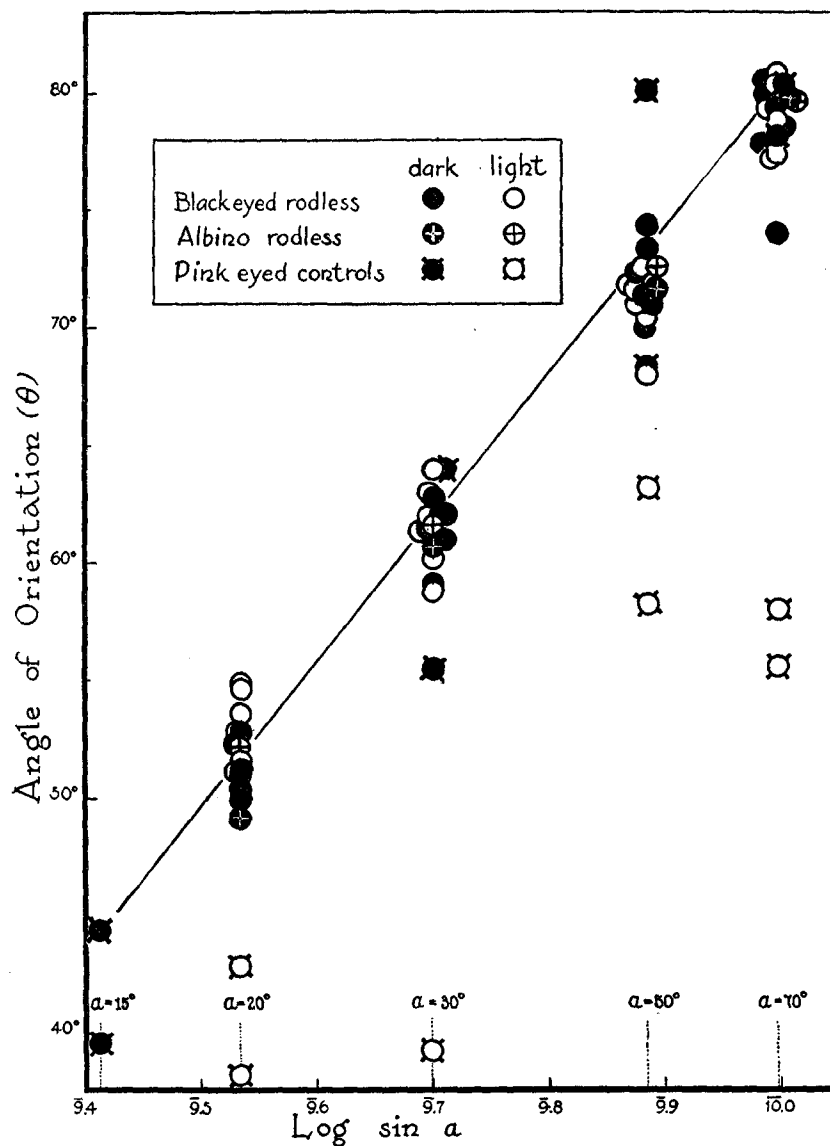 80°
70°
60°
50°
40°
Angle of Orientation (θ)
dark light
Blackeyed rodless
Albino rodless
Pink eyed controls
a=15° a=20° a=30° a=50° a=70°
9.4 9.5 9.6 9.7 9.8 9.9 10.0
Log sin a